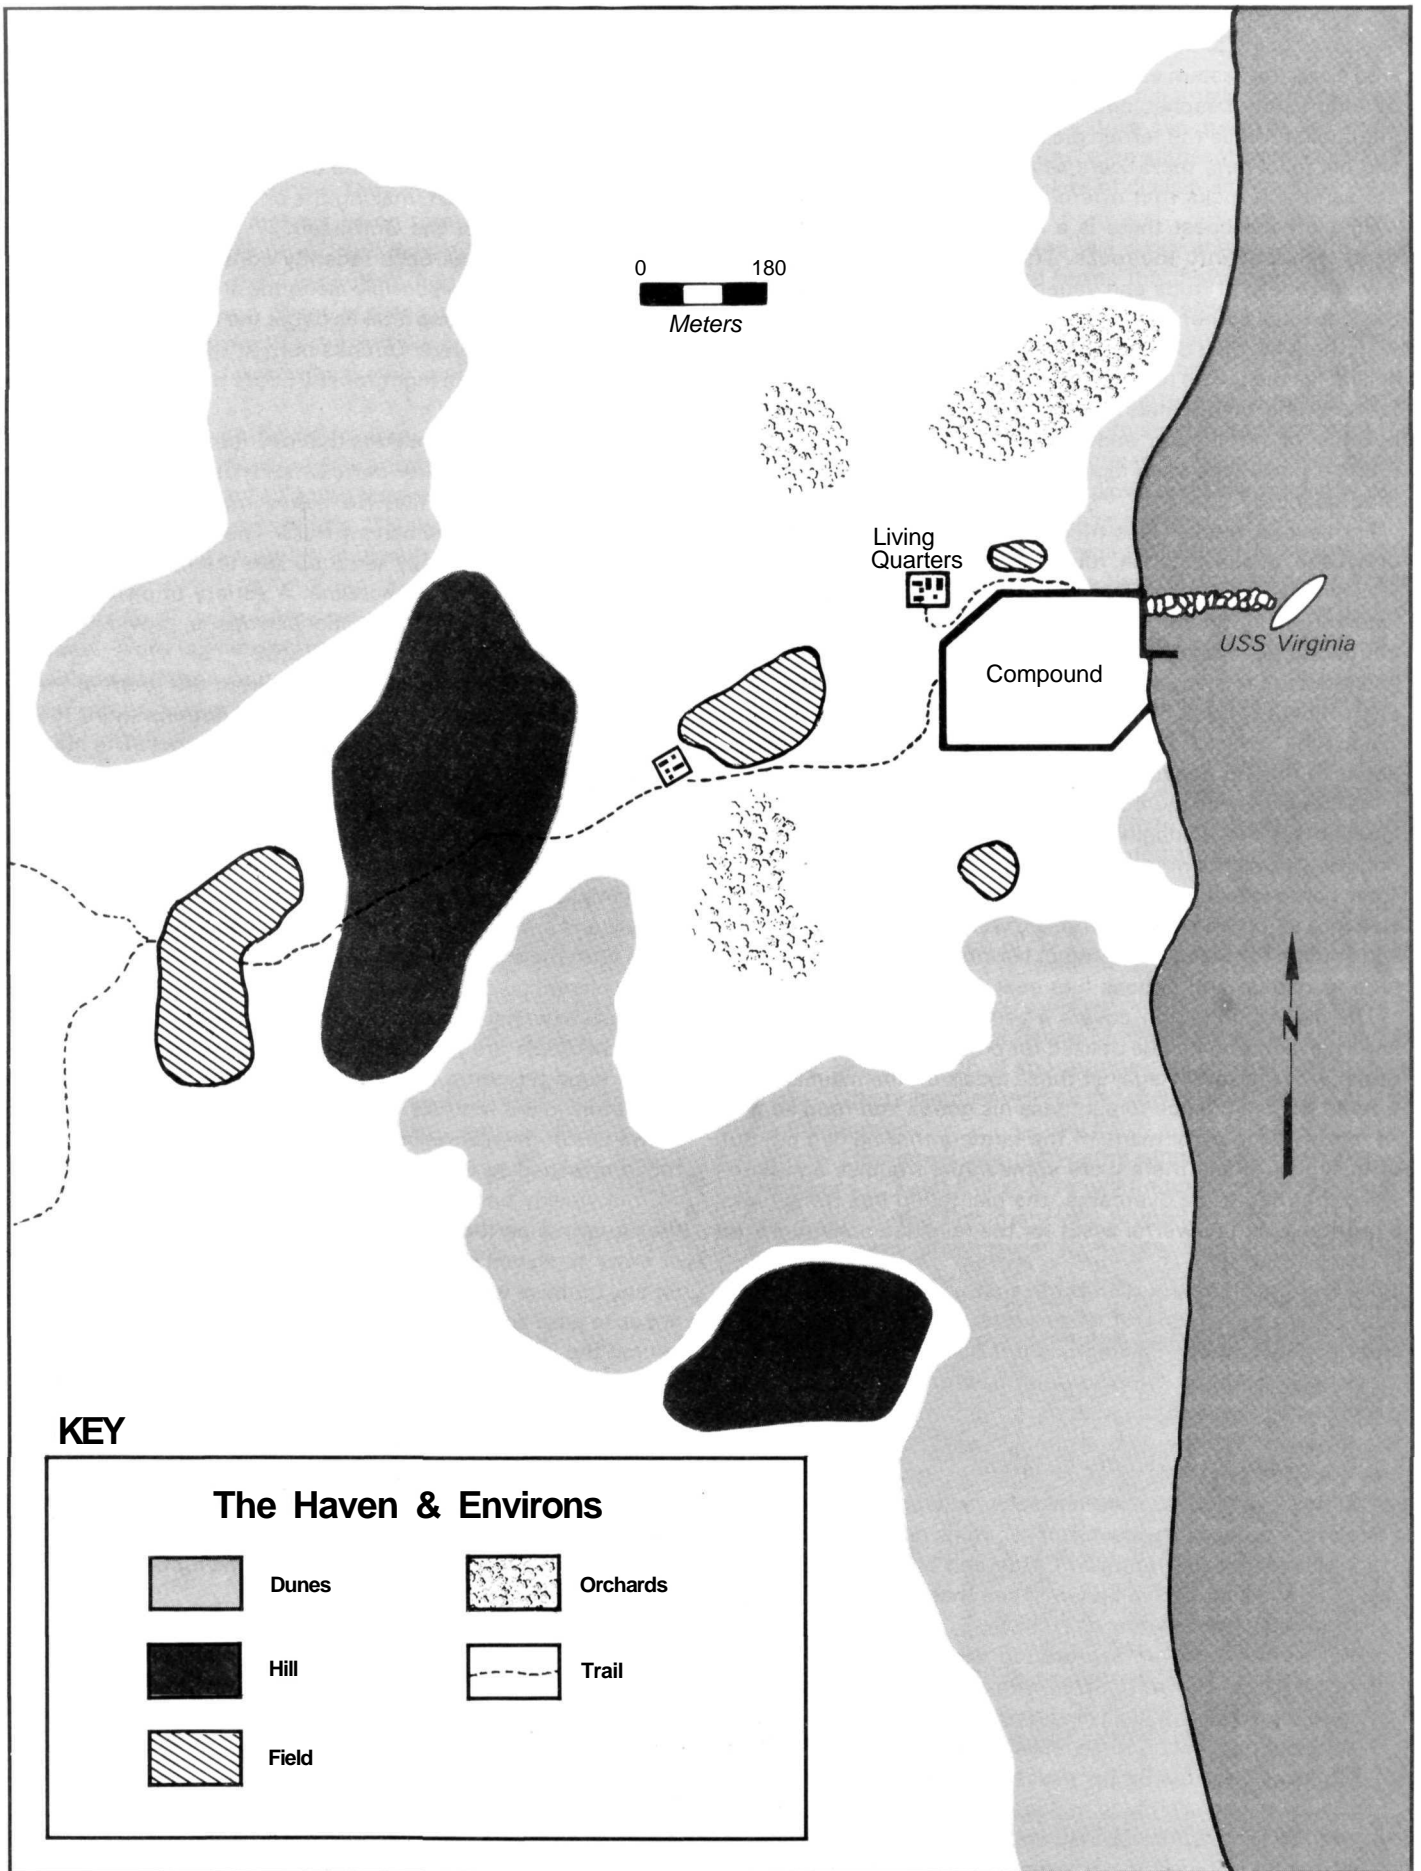 0 180
Meters
Living
Quarters
USS Virginia
Compound
N
KEY
The Haven & Environs
Dunes
Orchards
Hill
Trail
Field